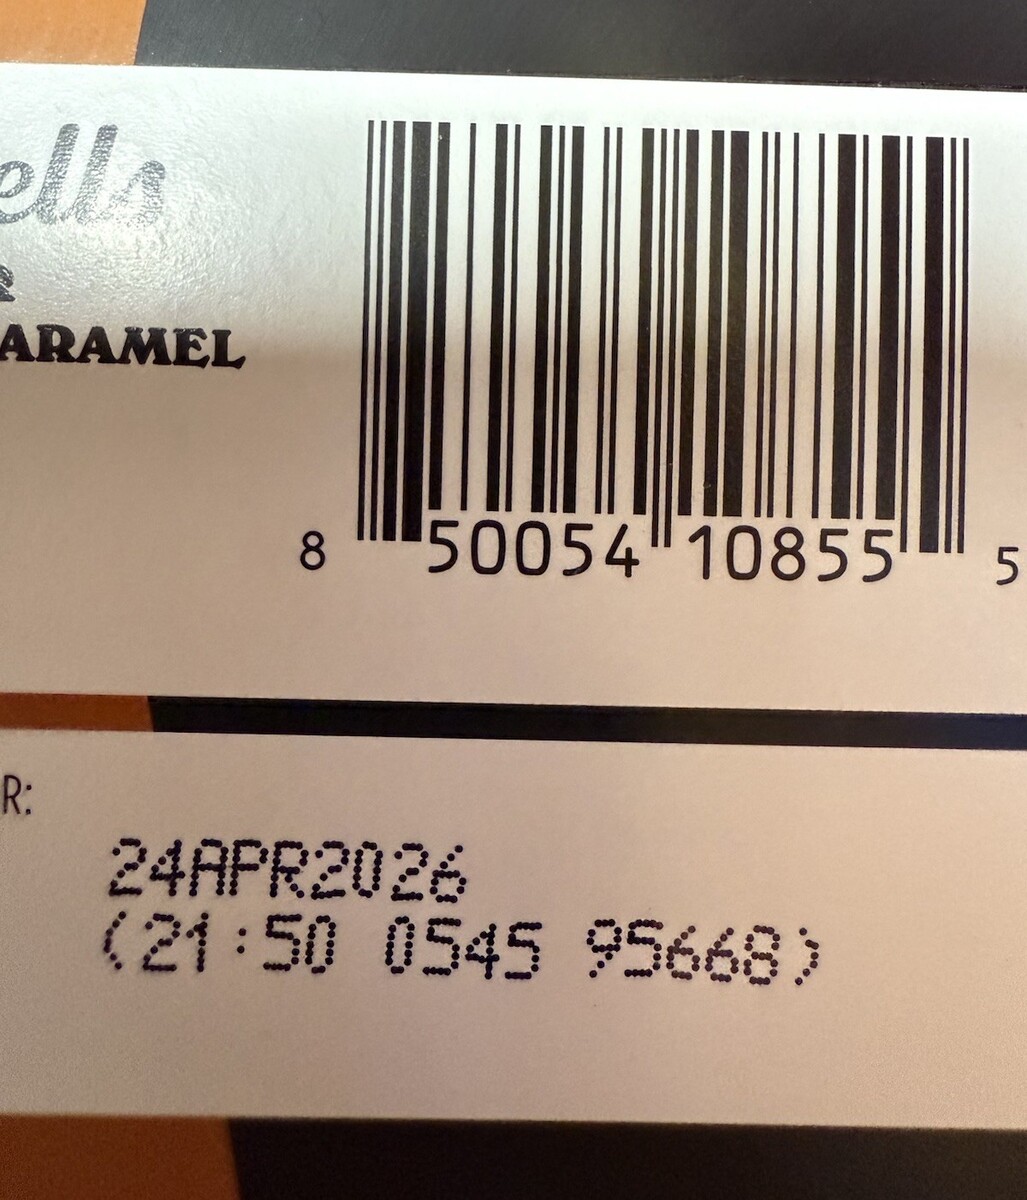 ells
&
ARAMEL
8 50054 10855 5
R:
24APR2026
(21:50 0545 95668)